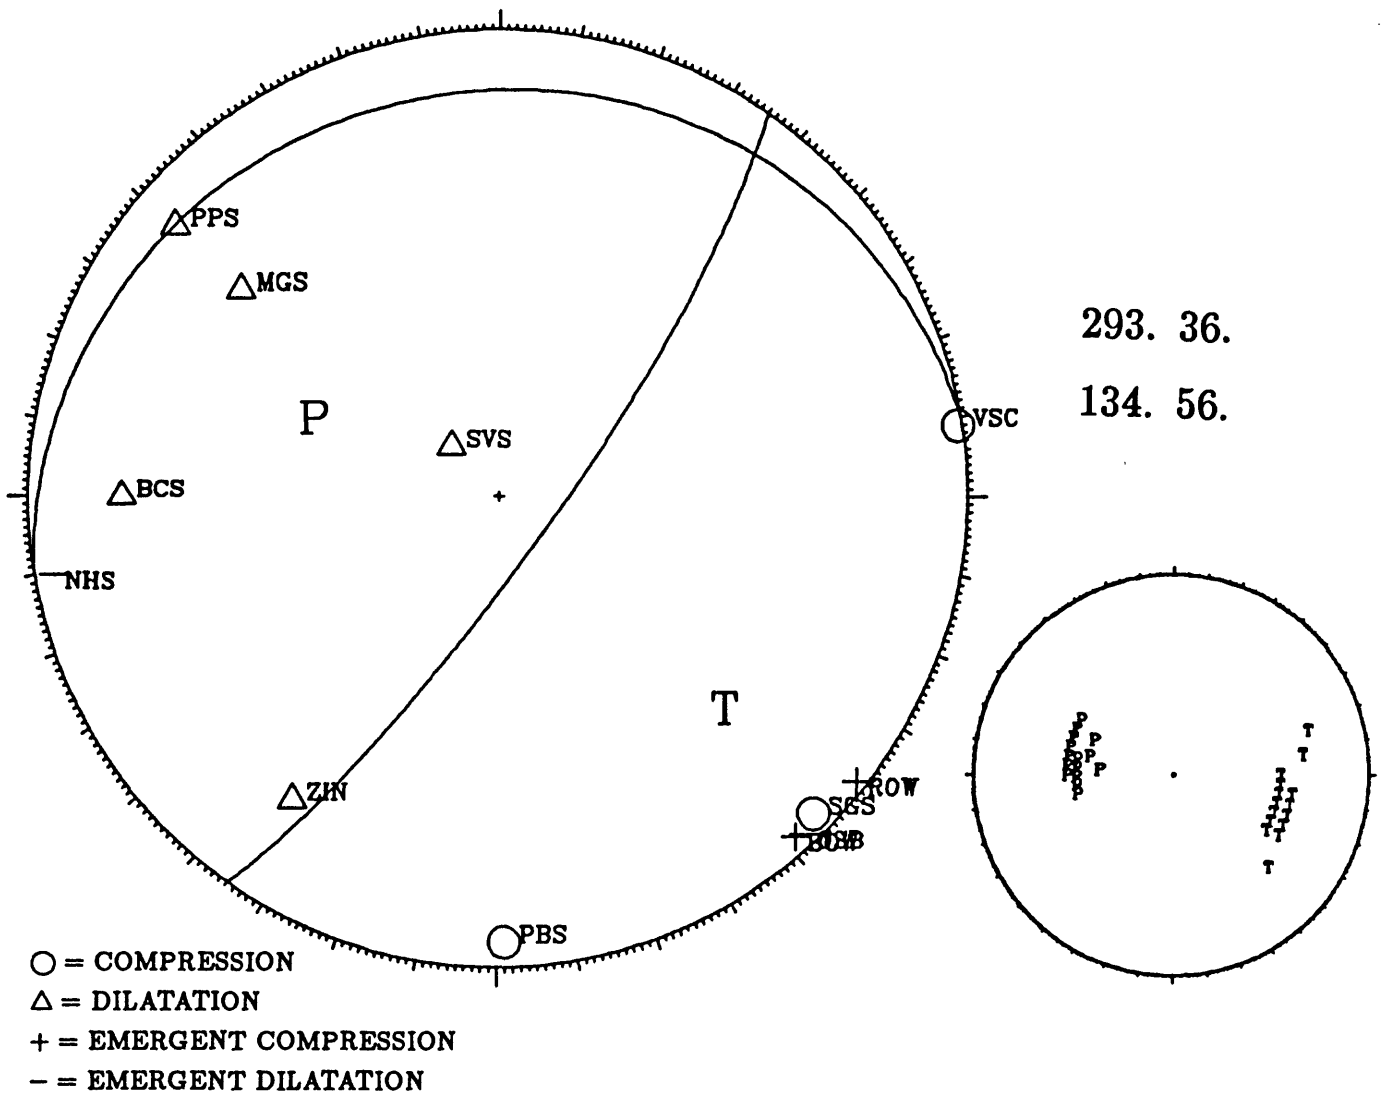 PPS
MGS
293. 36.
P
134. 56.
VSC
SVS
BCS
NHS
T
P
P
P
P
P
T
T
T
ZIN
ROW
SGS
T
PBS
○ = COMPRESSION
△ = DILATATION
+ = EMERGENT COMPRESSION
− = EMERGENT DILATATION